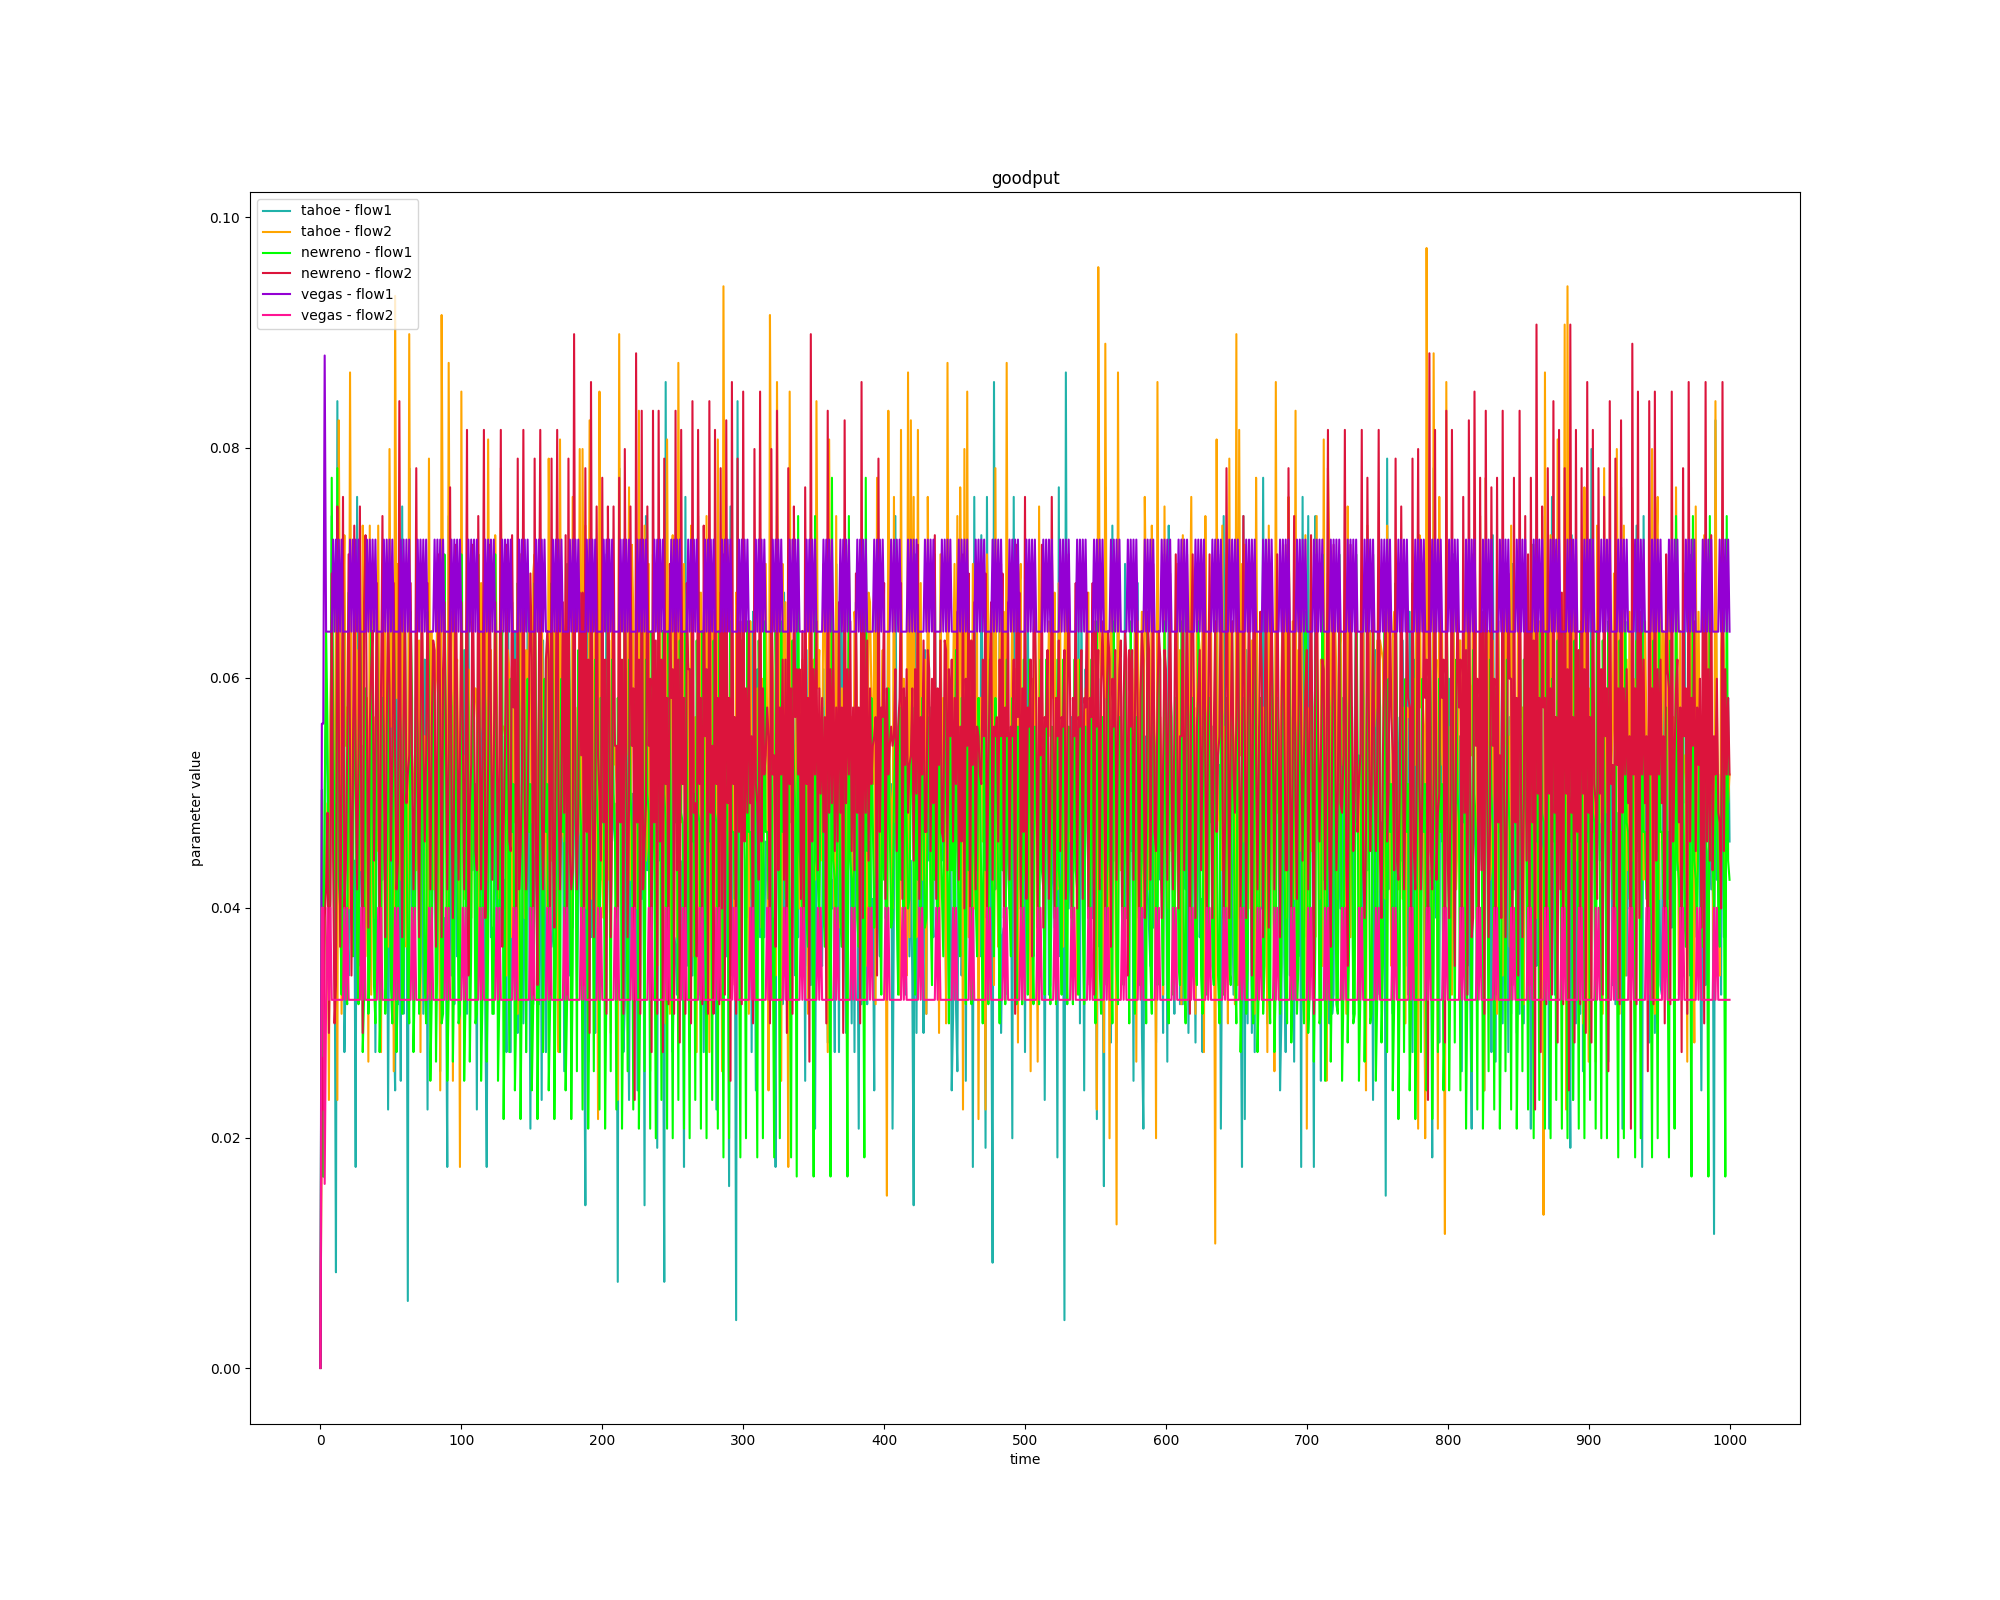 goodput
tahoe - flow1
tahoe - flow2
newreno - flow1
newreno - flow2
vegas - flow1
vegas - flow2
0.10
0.08
0.06
0.04
0.02
0.00
parameter value
0 100 200 300 400 500 600 700 800 900 1000
time